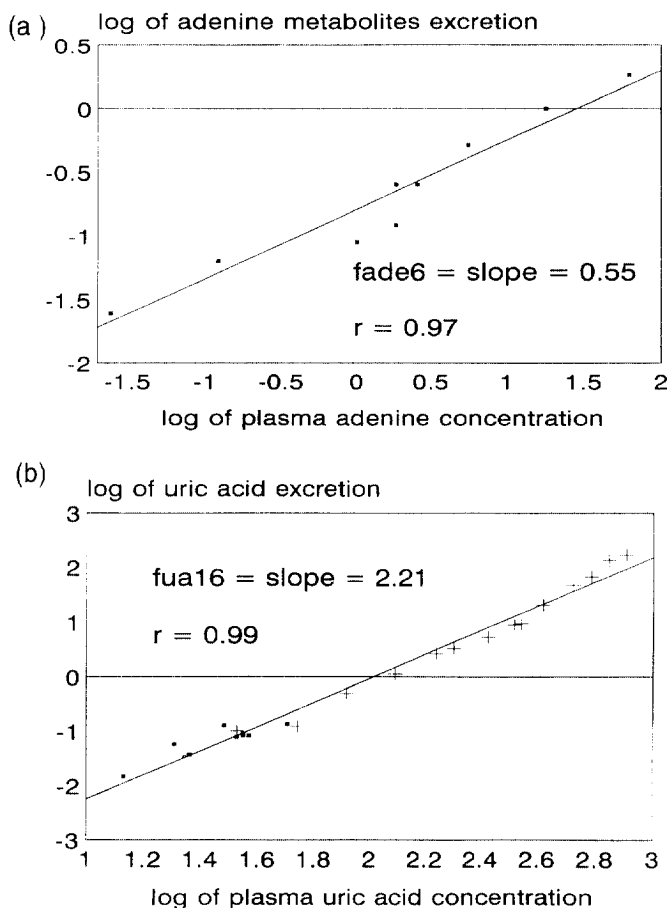 (a) log of adenine metabolites excretion
0.5
0
-0.5
-1
-1.5
-2
fade6 = slope = 0.55
r = 0.97
-1.5 -1 -0.5 0 0.5 1 1.5 2
log of plasma adenine concentration
(b) log of uric acid excretion
3
2
1
0
-1
-2
-3
fua16 = slope = 2.21
r = 0.99
1 1.2 1.4 1.6 1.8 2 2.2 2.4 2.6 2.8 3
log of plasma uric acid concentration